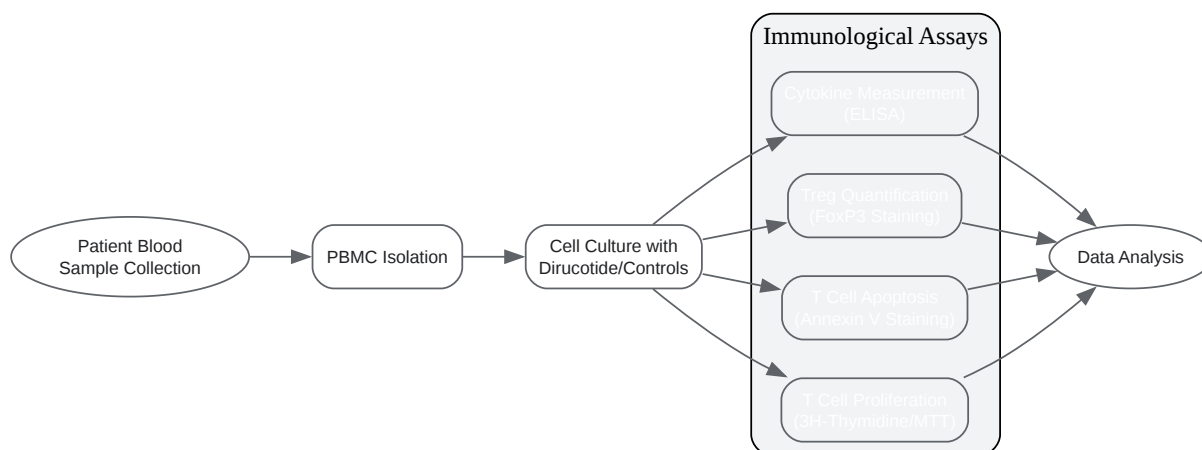 Immunological Assays
Cytokine Measurement
(ELISA)
Treg Quantification
(FoxP3 Staining)
Patient Blood
Sample Collection
PBMC Isolation
Cell Culture with
Dirucotide/Controls
Data Analysis
T Cell Apoptosis
(Annexin V Staining)
T Cell Proliferation
(3H-Thymidine/MTT)